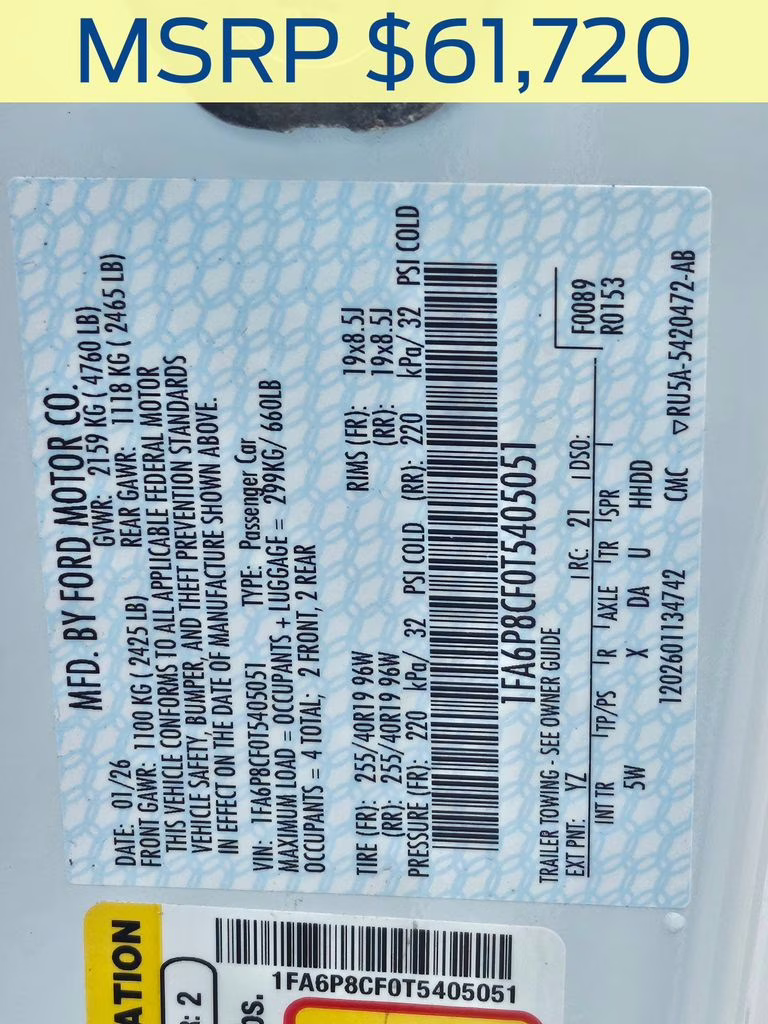 MSRP $61,720
MFD. BY FORD MOTOR CO.
DATE: 01/26 GVWR: 2159 KG ( 4760 LB)
FRONT GAWR: 1100 KG ( 2425 LB) REAR GAWR: 1118 KG ( 2465 LB)
THIS VEHICLE CONFORMS TO ALL APPLICABLE FEDERAL MOTOR
VEHICLE SAFETY, BUMPER, AND THEFT PREVENTION STANDARDS
IN EFFECT ON THE DATE OF MANUFACTURE SHOWN ABOVE.
VIN: 1FA6P8CF0T5405051 TYPE: Passenger Car
MAXIMUM LOAD = OCCUPANTS + LUGGAGE = 299KG/ 660LB
OCCUPANTS = 4 TOTAL; 2 FRONT, 2 REAR
TIRE (FR): 255/40R19 96W RIMS (FR): 19x8.5J
(RR): 255/40R19 96W (RR): 19x8.5J
PRESSURE (FR): 220 kPa/ 32 PSI COLD (RR): 220 kPa/ 32 PSI COLD
1FA6P8CF0T5405051
TRAILER TOWING - SEE OWNER GUIDE
F0089
EXT PNT: YZ RC: 21 DSO: R0153
INT TR TP/PS R AXLE TR SPR
5W X DA U HHDD
1202601134742 CMC ▽RU5A-5420472-AB
ATION
R: 2
OS.
1FA6P8CF0T5405051